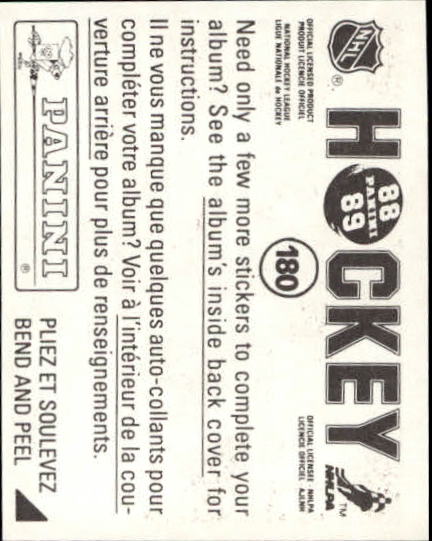 NHL ®
OFFICIAL LICENSED PRODUCT
PRODUIT LICENCIÉ OFFICIEL
NATIONAL HOCKEY LEAGUE
LIGUE NATIONALE de HOCKEY
HOCKEY
88 PANINI 89
TM
NHLPA
OFFICIAL LICENSEE - NHLPA
LICENCIÉ OFFICIEL - AJLNH
180
Need only a few more stickers to complete your
album? See the album's inside back cover for
instructions.
Il ne vous manque que quelques auto-collants pour
compléter votre album? Voir à l'intérieur de la cou-
verture arrière pour plus de renseignements.
PANINI ®
PLIEZ ET SOULEVEZ
BEND AND PEEL